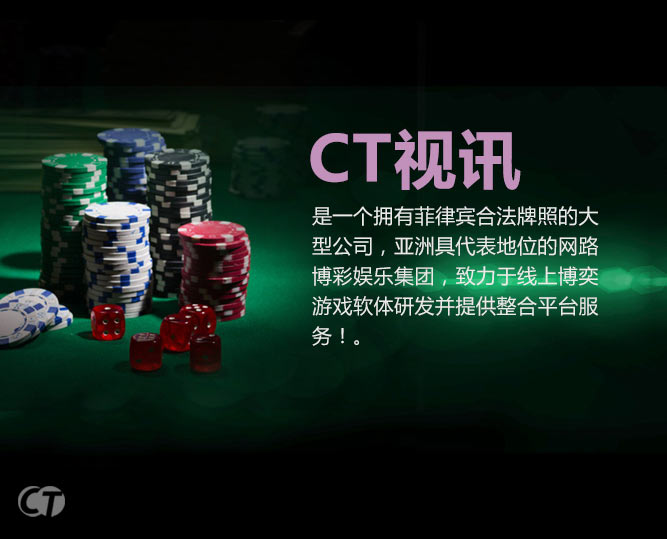 CT视讯
是一个拥有菲律宾合法牌照的大
型公司，亚洲具代表地位的网路
博彩娱乐集团，致力于线上博奕
游戏软体研发并提供整合平台服
务！。
CT